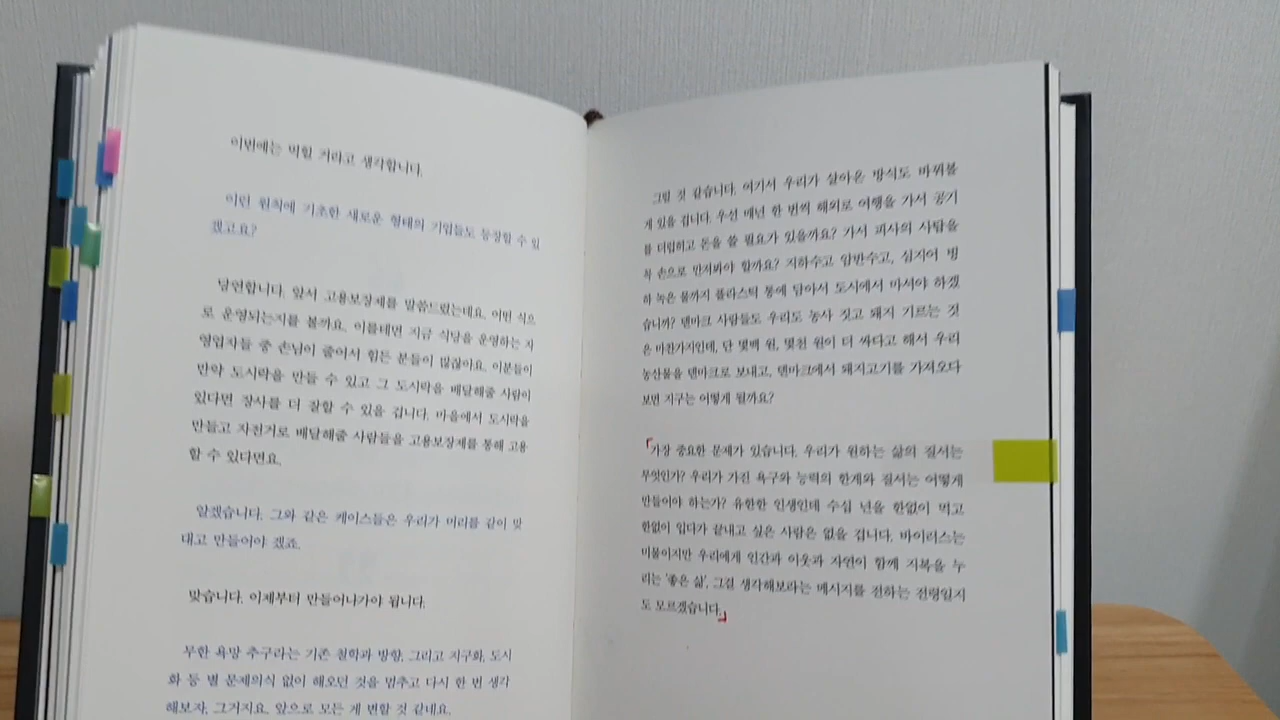 이번에는 먹힐 거라고 생각합니다.
이런 원칙에 기초한 새로운 형태의 기업들도 등장할 수 있
겠고요?
당연합니다. 앞서 고용보장제를 말씀드렸는데요. 어떤 식으
로 운영되는지를 볼까요. 이를테면 지금 식당을 운영하는 자
영업자들 중 손님이 줄어서 힘든 분들이 많잖아요. 이분들이
만약 도시락을 만들 수 있고 그 도시락을 배달해줄 사람이
있다면 장사를 더 잘할 수 있을 겁니다. 마을에서 도시락을
만들고 자전거로 배달해줄 사람들을 고용보장제를 통해 고용
할 수 있다면요.
알겠습니다. 그와 같은 케이스들은 우리가 머리를 같이 맞
대고 만들어야 겠죠.
맞습니다. 이제부터 만들어나가야 됩니다.
무한 욕망 추구라는 기존 철학과 방향, 그리고 지구화, 도시
화 등 별 문제의식 없이 해오던 것을 멈추고 다시 한 번 생각
해보자, 그거지요. 앞으로 모든 게 변할 것 같네요.
그럴 것 같습니다. 여기서 우리가 살아온 방식도 바꿔볼
게 있을 겁니다. 우선 매년 한 번씩 해외로 여행을 가서 공기
를 더럽히고 돈을 쓸 필요가 있을까요? 가서 피사의 사탑을
꼭 손으로 만져봐야 할까요? 지하수고 암반수고, 심지어 빙
하 녹은 물까지 플라스틱 통에 담아서 도시에서 마셔야 하겠
습니까? 덴마크 사람들도 우리도 농사 짓고 돼지 기르는 것
은 마찬가지인데, 단 몇백 원, 몇천 원이 더 싸다고 해서 우리
농산물을 덴마크로 보내고, 덴마크에서 돼지고기를 가져오다
보면 지구는 어떻게 될까요?
「가장 중요한 문제가 있습니다. 우리가 원하는 삶의 질서는
무엇인가? 우리가 가진 욕구와 능력의 한계와 질서는 어떻게
만들어야 하는가? 유한한 인생인데 수십 년을 한없이 먹고
한없이 입다가 끝내고 싶은 사람은 없을 겁니다. 바이러스는
미물이지만 우리에게 인간과 이웃과 자연이 함께 지복을 누
리는 ‘좋은 삶’, 그걸 생각해보라는 메시지를 전하는 전령일지
도 모르겠습니다.」